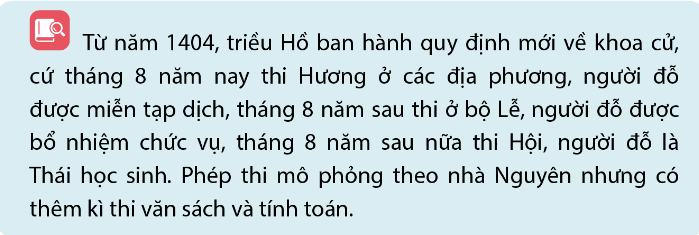 Từ năm 1404, triều Hồ ban hành quy định mới về khoa cử,
cứ tháng 8 năm nay thi Hương ở các địa phương, người đỗ
được miễn tạp dịch, tháng 8 năm sau thi ở bộ Lễ, người đỗ được
bổ nhiệm chức vụ, tháng 8 năm sau nữa thi Hội, người đỗ là
Thái học sinh. Phép thi mô phỏng theo nhà Nguyên nhưng có
thêm kì thi văn sách và tính toán.